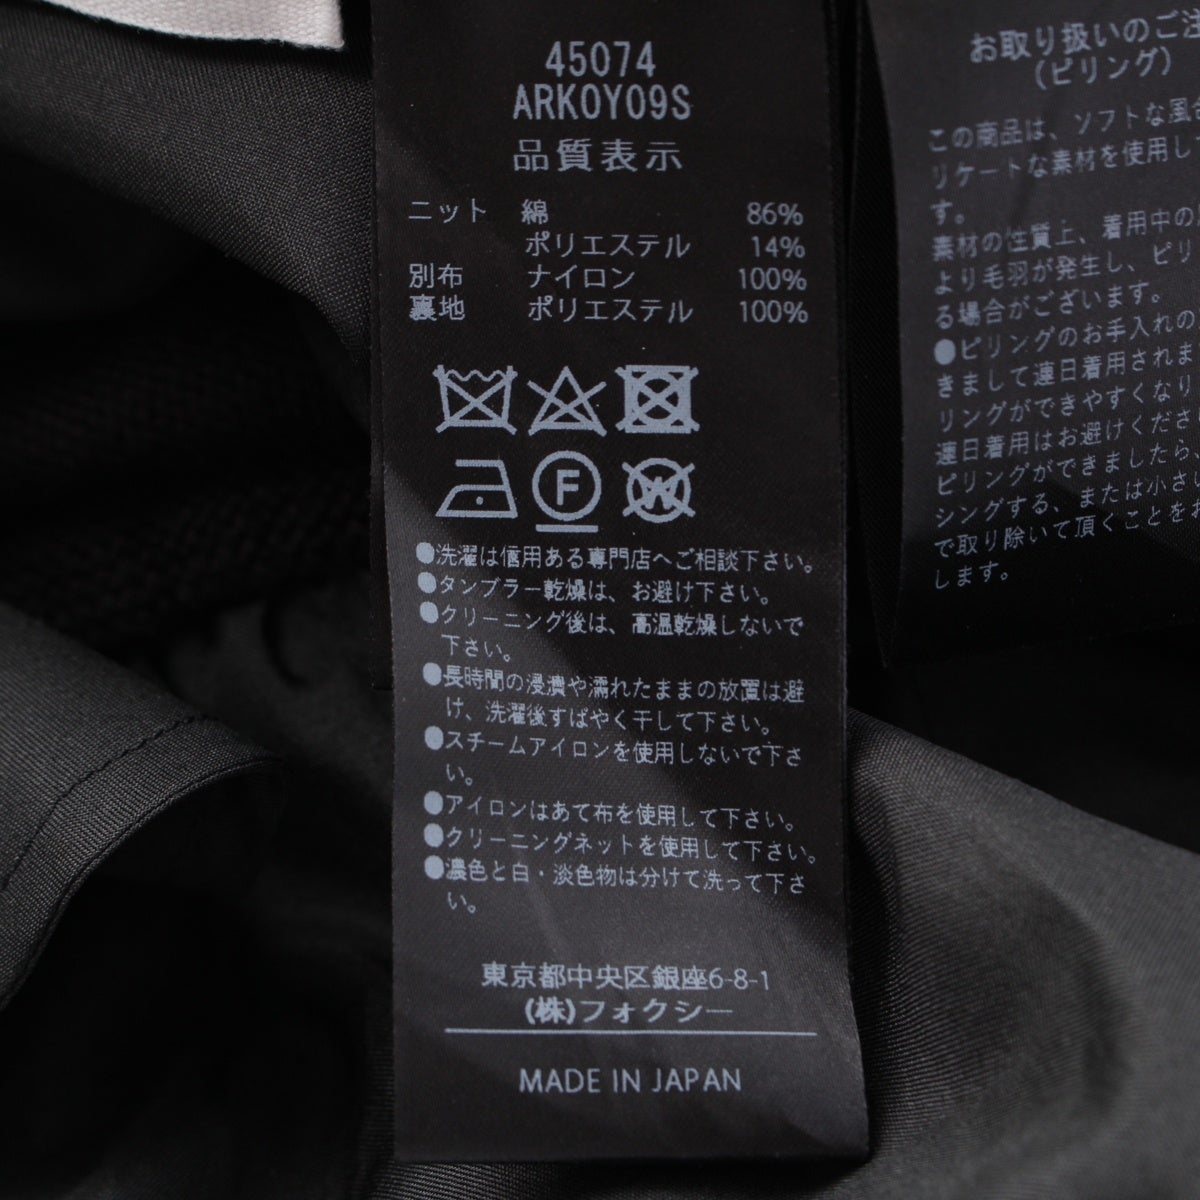 45074
ARKOY09S
品質表示
ニット 綿 86%
ポリエステル 14%
別布 ナイロン 100%
裏地 ポリエステル 100%
F
W
●洗濯は信用ある専門店へご相談下さい。
●タンブラー乾燥は、お避け下さい。
●クリーニング後は、高温乾燥しないで
下さい。
●長時間の浸漬や濡れたままの放置は避
け、洗濯後すばやく干して下さい。
●スチームアイロンを使用しないで下さ
い。
●アイロンはあて布を使用して下さい。
●クリーニングネットを使用して下さい。
●濃色と白・淡色物は分けて洗って下さ
い。
東京都中央区銀座6-8-1
(株)フォクシー
MADE IN JAPAN
お取り扱いのご注
(ピリング)
この商品は、ソフトな風
リケートな素材を使用して
す。
素材の性質上、着用中の
より毛羽が発生し、ピリ
る場合がございます。
●ピリングのお手入れの
きまして連日着用されま
リングができやすくなり
連日着用はお避けくださ
ピリングができましたら、
シングする、または小さい
で取り除いて頂くことを
します。